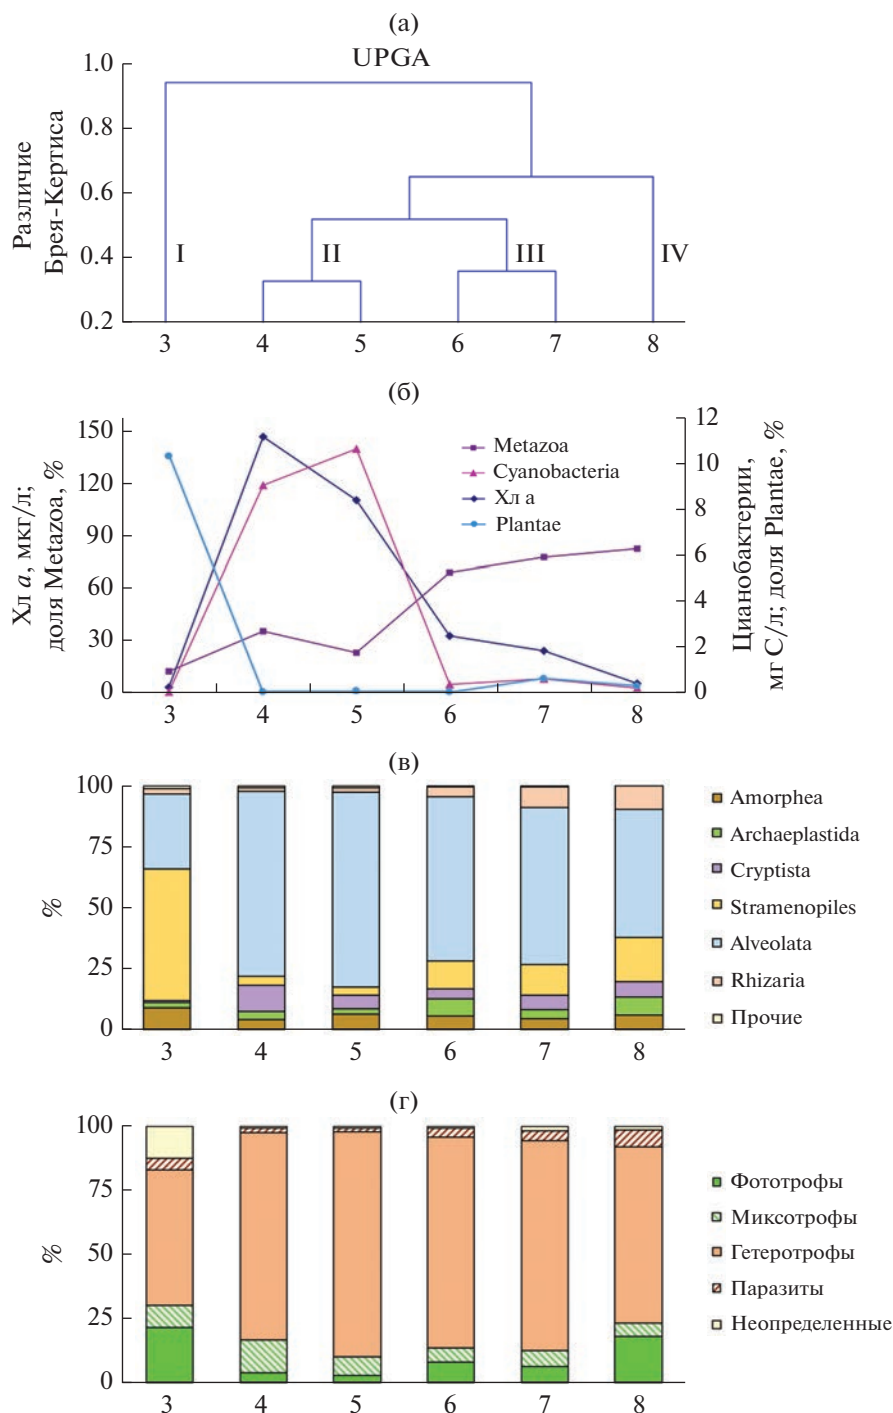 (а)
UPGA
Различие
Брея-Кертиса
1.0
0.8
0.6
0.4
0.2
I
II
III
IV
3 4 5 6 7 8
(б)
Хл а, мкг/л;
доля Metazoa, %
150
120
90
60
30
0
Metazoa
Cyanobacteria
Хл а
Plantae
12
10
8
6
4
2
0
Цианобактерии,
мг С/л; доля Plantae, %
3 4 5 6 7 8
(в)
%
100
75
50
25
0
3 4 5 6 7 8
Amorphea
Archaeplastida
Cryptista
Stramenopiles
Alveolata
Rhizaria
Прочие
(г)
%
100
75
50
25
0
3 4 5 6 7 8
Фототрофы
Миксотрофы
Гетеротрофы
Паразиты
Неопределенные